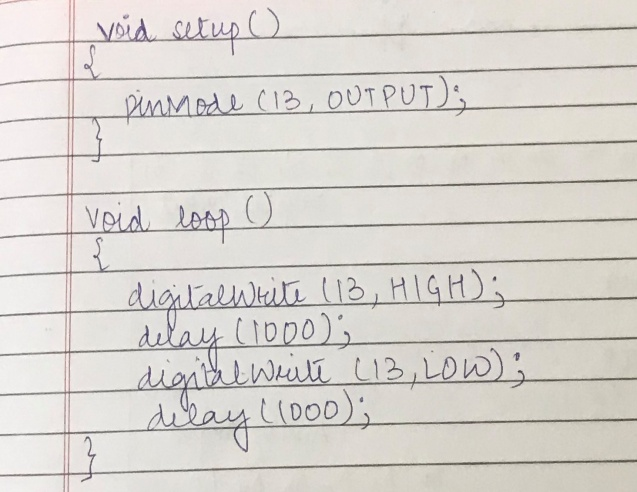 void setup()
{
pinMode (13, OUTPUT);
}
void loop ()
{
digitalWrite (13, HIGH);
delay (1000);
digitalWrite (13, LOW);
delay (1000);
}